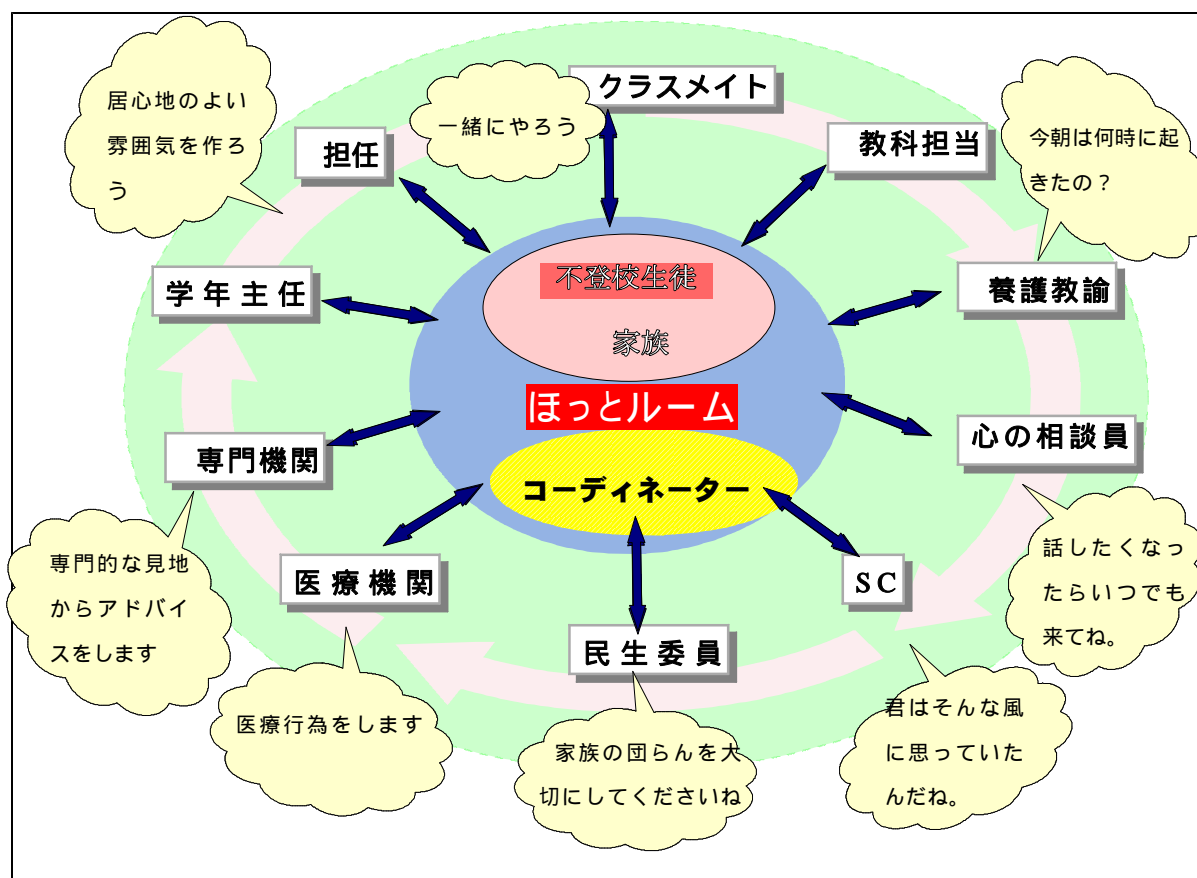 クラスメイト
居心地のよい
雰囲気を作ろ
う
一緒にやろう
担任
教科担当
今朝は何時に起
きたの？
学年主任
不登校生徒
家族
養護教諭
ほっとルーム
専門機関
心の相談員
コーディネーター
医療機関
SC
専門的な見地
からアドバイ
スをします
話したくなっ
たらいつでも
来てね。
民生委員
医療行為をします
家族の団らんを大
切にしてくださいね
君はそんな風
に思っていた
んだね。